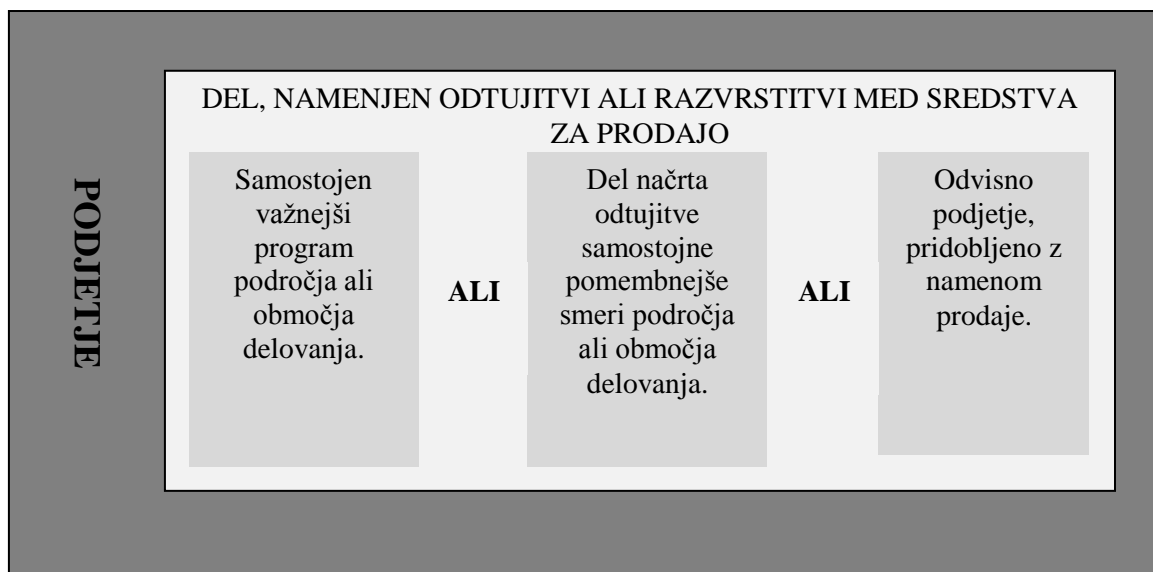 PODJETJE
DEL, NAMENJEN ODTUJITVI ALI RAZVRSTITVI MED SREDSTVA
ZA PRODAJO
Samostojen
važnejši
program
področja ali
območja
delovanja.
ALI
Del načrta
odtujitve
samostojne
pomembnejše
smeri področja
ali območja
delovanja.
ALI
Odvisno
podjetje,
pridobljeno z
namenom
prodaje.